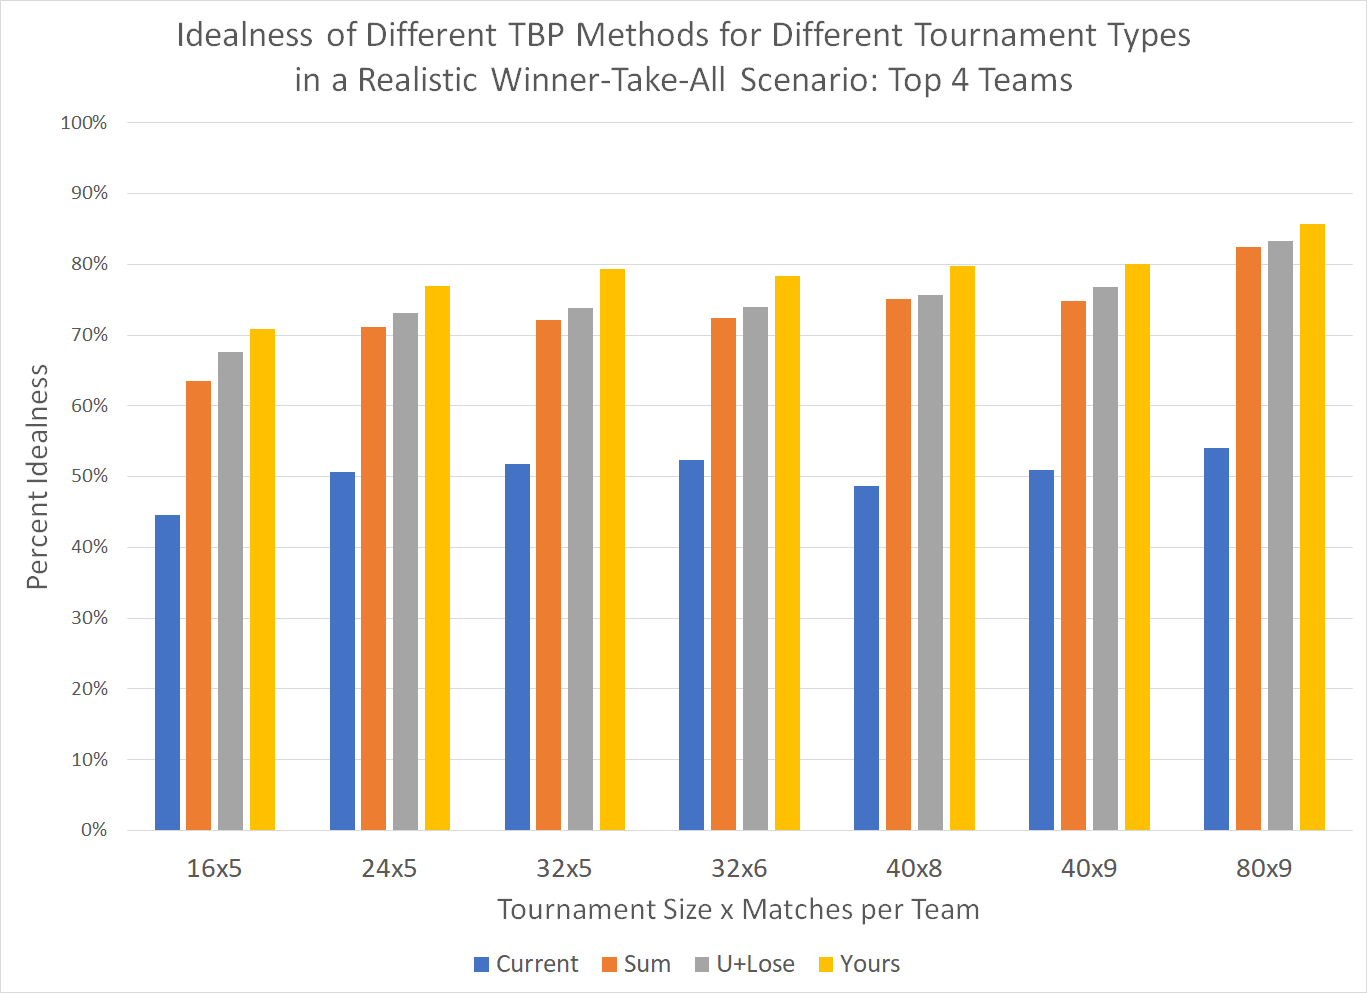 Idealness of Different TBP Methods for Different Tournament Types
in a Realistic Winner-Take-All Scenario: Top 4 Teams
100%
90%
80%
70%
60%
50%
40%
30%
20%
10%
0%
Percent Idealness
16x5 24x5 32x5 32x6 40x8 40x9 80x9
Tournament Size x Matches per Team
Current Sum U+Lose Yours